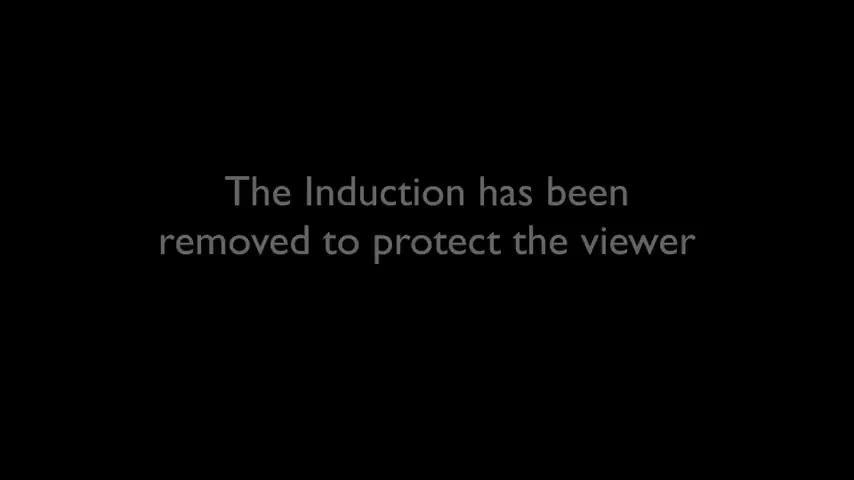 The Induction has been
removed to protect the viewer